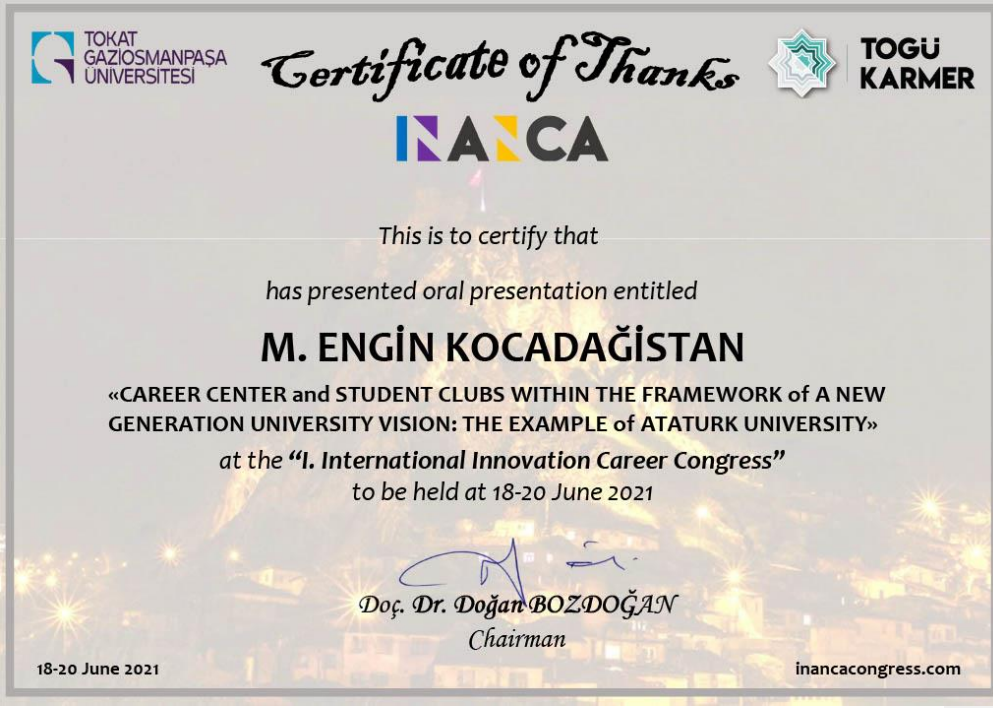 TOKAT
GAZİOSMANPAŞA
ÜNİVERSİTESİ
Certificate of Thanks
TOGÜ
KARMER
INANCA
This is to certify that
has presented oral presentation entitled
M. ENGİN KOCADAĞİSTAN
«CAREER CENTER and STUDENT CLUBS WITHIN THE FRAMEWORK of A NEW
GENERATION UNIVERSITY VISION: THE EXAMPLE of ATATURK UNIVERSITY»
at the “I. International Innovation Career Congress”
to be held at 18-20 June 2021
Doç. Dr. Doğan BOZDOĞAN
Chairman
18-20 June 2021
inancacongress.com